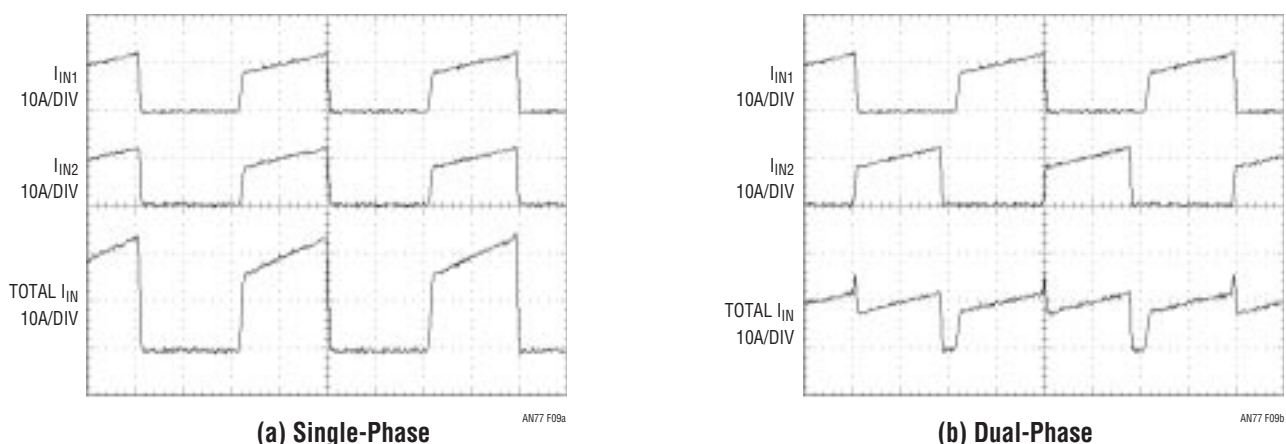 I_IN1
10A/DIV
I_IN2
10A/DIV
TOTAL I_IN
10A/DIV
AN77 F09a
(a) Single-Phase
I_IN1
10A/DIV
I_IN2
10A/DIV
TOTAL I_IN
10A/DIV
AN77 F09b
(b) Dual-Phase